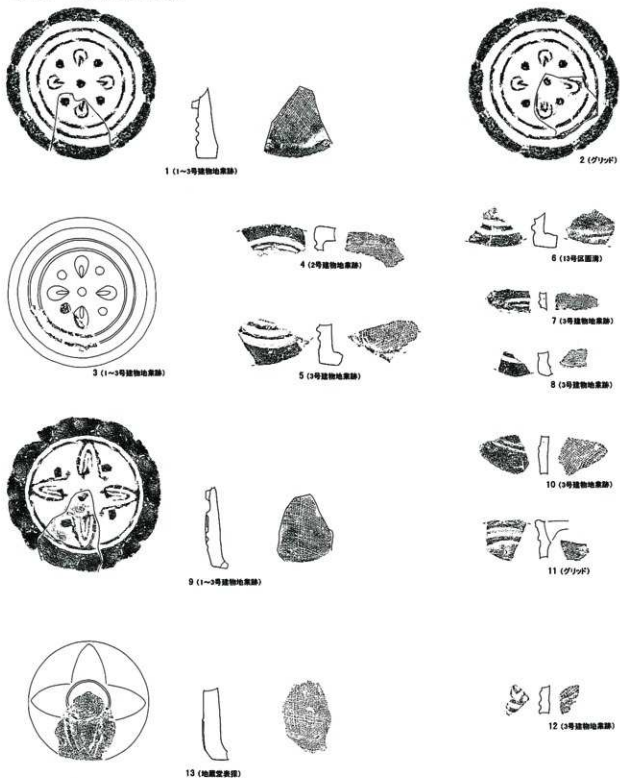 1 (1~3号建物地業跡)
2 (グリッド)
3 (1~3号建物地業跡)
4 (2号建物地業跡)
5 (3号建物地業跡)
6 (13号区画溝)
7 (3号建物地業跡)
8 (3号建物地業跡)
9 (1~3号建物地業跡)
10 (3号建物地業跡)
11 (グリッド)
12 (3号建物地業跡)
13 (地蔵堂表採)